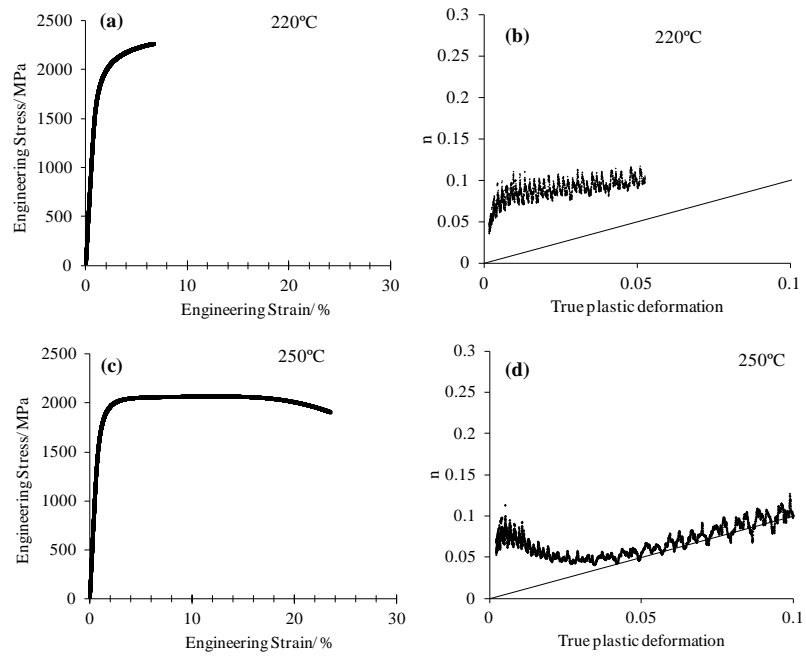 (a) 220ºC
2500
2000
1500
1000
500
0
0 10 20 30
Engineering Stress/ MPa
Engineering Strain/ %
(b) 220ºC
0.3
0.25
0.2
0.15
0.1
0.05
0
0 0.05 0.1
n
True plastic deformation
(c) 250ºC
2500
2000
1500
1000
500
0
0 10 20 30
Engineering Stress/ MPa
Engineering Strain/ %
(d) 250ºC
0.3
0.25
0.2
0.15
0.1
0.05
0
0 0.05 0.1
n
True plastic deformation